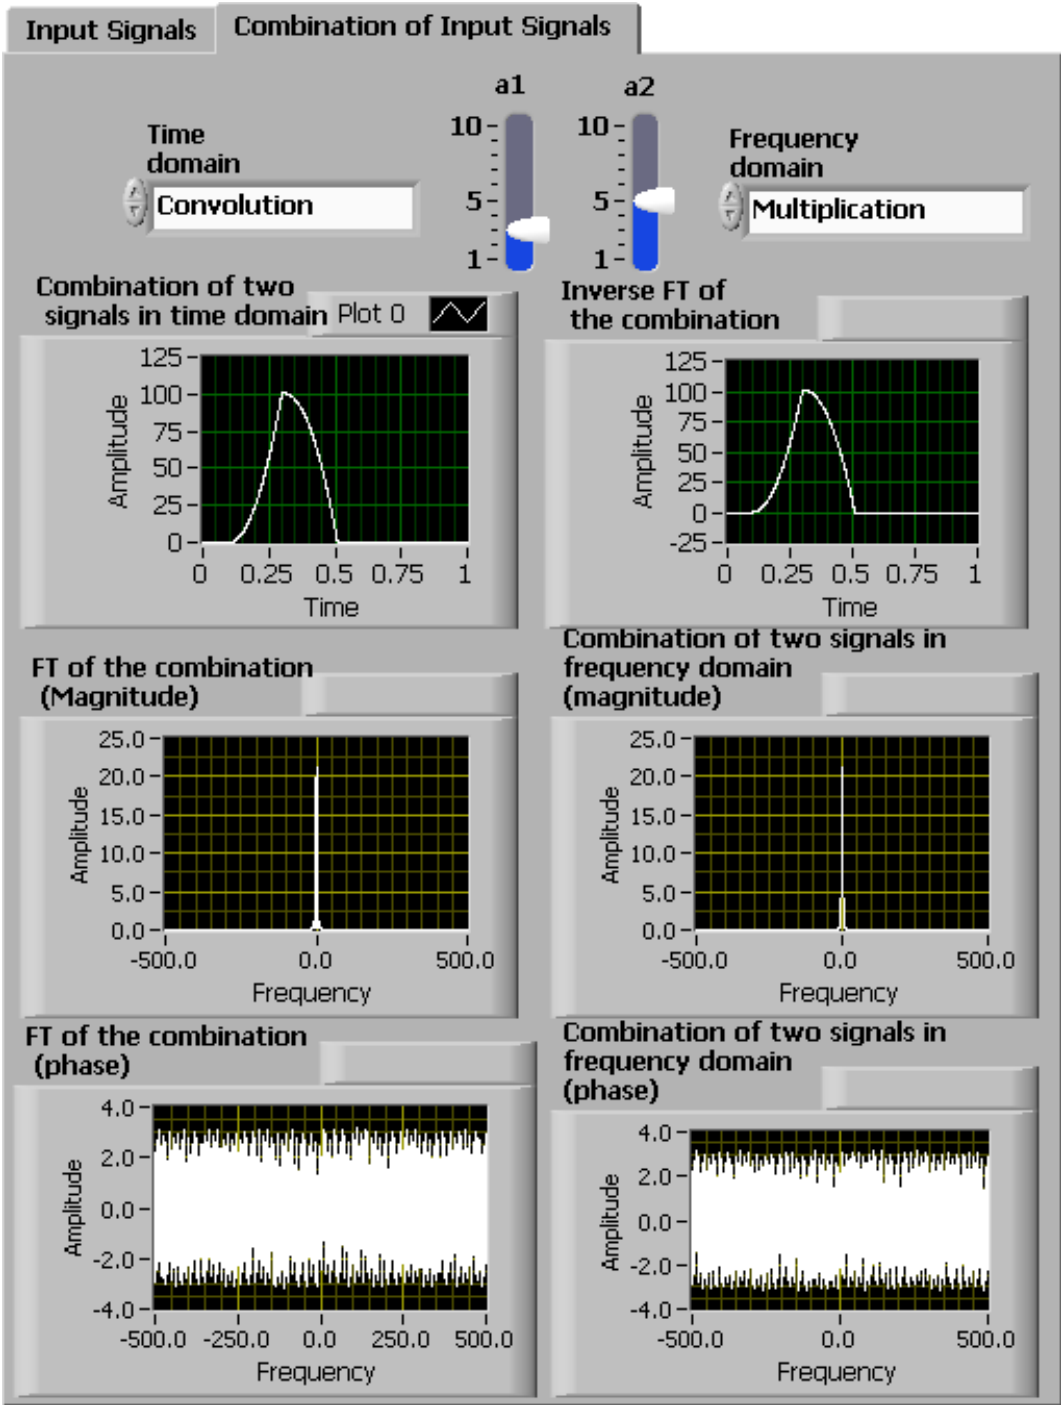 Input Signals
Combination of Input Signals
a1
a2
Time
domain
Convolution
10
5
1
10
5
1
Frequency
domain
Multiplication
Combination of two
signals in time domain
Plot 0
125
100
75
50
25
0
Amplitude
0 0.25 0.5 0.75 1
Time
Inverse FT of
the combination
125
100
75
50
25
0
-25
Amplitude
0 0.25 0.5 0.75 1
Time
FT of the combination
(Magnitude)
25.0
20.0
15.0
10.0
5.0
0.0
Amplitude
-500.0 0.0 500.0
Frequency
Combination of two signals in
frequency domain
(magnitude)
25.0
20.0
15.0
10.0
5.0
0.0
Amplitude
-500.0 0.0 500.0
Frequency
FT of the combination
(phase)
4.0
2.0
0.0
-2.0
-4.0
Amplitude
-500.0 -250.0 0.0 250.0 500.0
Frequency
Combination of two signals in
frequency domain
(phase)
4.0
2.0
0.0
-2.0
-4.0
Amplitude
-500.0 0.0 500.0
Frequency